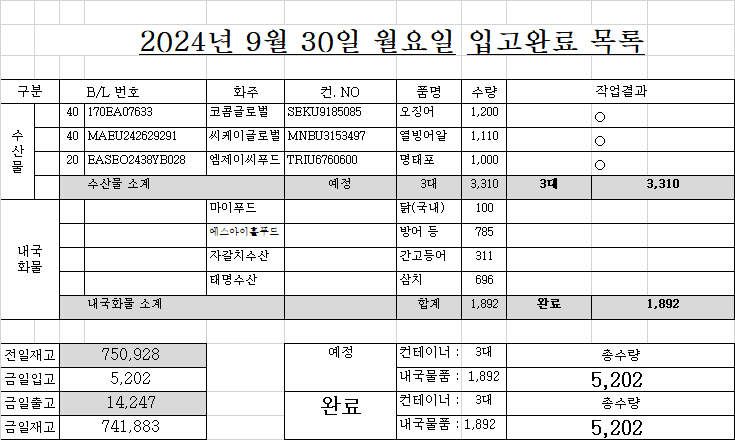 2024년 9월 30일 월요일 입고완료 목록
구분 B/L 번호 화주 컨. NO 품명 수량 작업결과
수산물 40 170EA07633 코콤글로벌 SEKU9185085 오징어 1,200 ○
40 MAEU242629291 씨케이글로벌 MNBU3153497 열빙어알 1,110 ○
20 EASEO2438YB028 엠제이씨푸드 TRIU6760600 명태포 1,000 ○
수산물 소계 예정 3대 3,310 3대 3,310
내국화물 마이푸드 닭(국내) 100
에스아이홀푸드 방어 등 785
자갈치수산 간고등어 311
태명수산 삼치 696
내국화물 소계 합계 1,892 완료 1,892
전일재고 750,928 예정 컨테이너 : 3대 총수량
금일입고 5,202 내국물품 : 1,892 5,202
금일출고 14,247 완료 컨테이너 : 3대 총수량
금일재고 741,883 내국물품 : 1,892 5,202